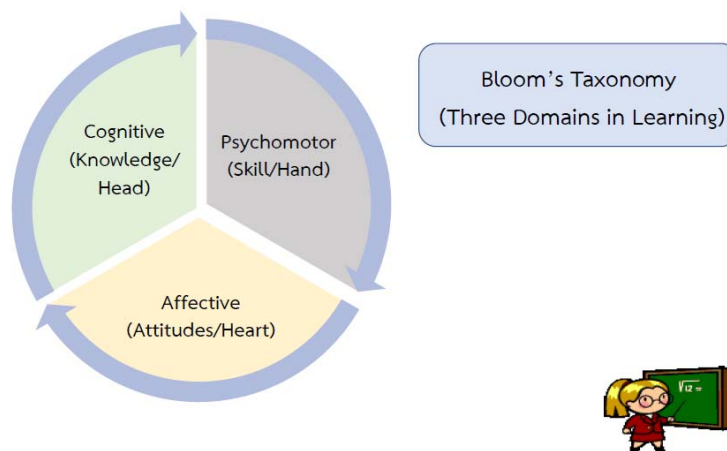 Cognitive
(Knowledge/
Head)
Psychomotor
(Skill/Hand)
Affective
(Attitudes/Heart)
Bloom's Taxonomy
(Three Domains in Learning)